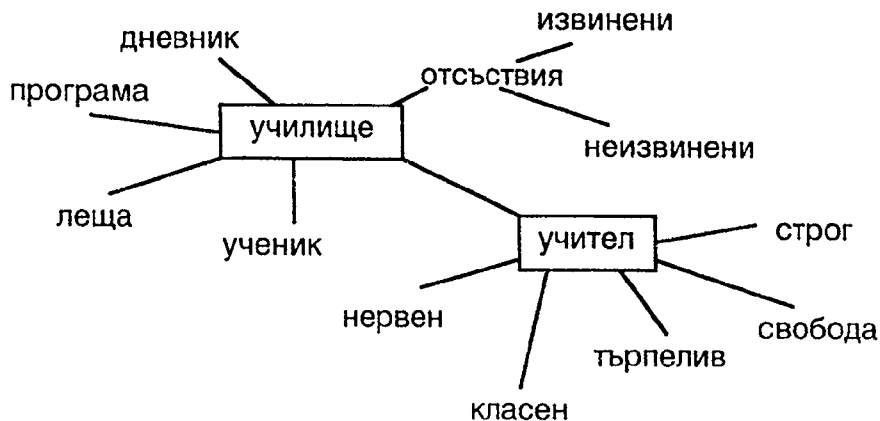 извинени
дневник
отсъствия
програма
училище
неизвинени
леща
ученик
учител
строг
нервен
свобода
търпелив
класен